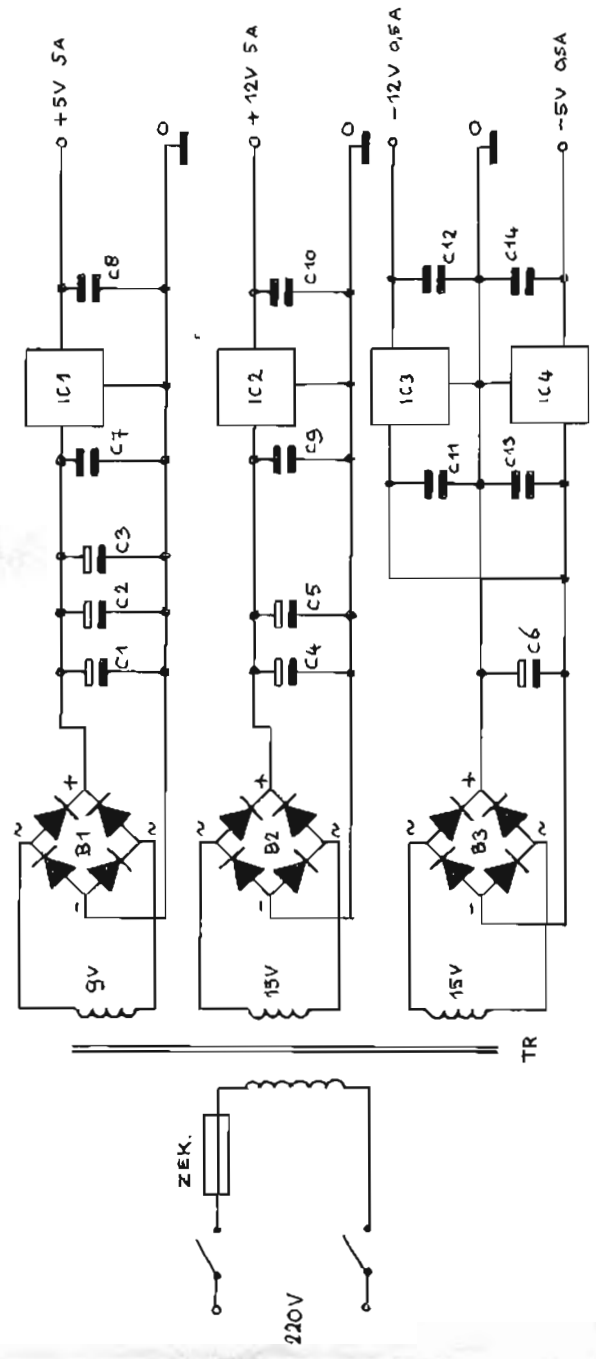 220V
ZEK.
TR
9V
~
B1
+
-
~
C1
C2
C3
C7
IC1
C8
+5V 5A
0
15V
~
B2
+
-
~
C4
C5
C9
IC2
C10
+12V 5A
0
15V
~
B3
+
-
~
C6
C11
C13
IC3
IC4
C12
C14
-12V 0,5A
0
-5V 0,5A